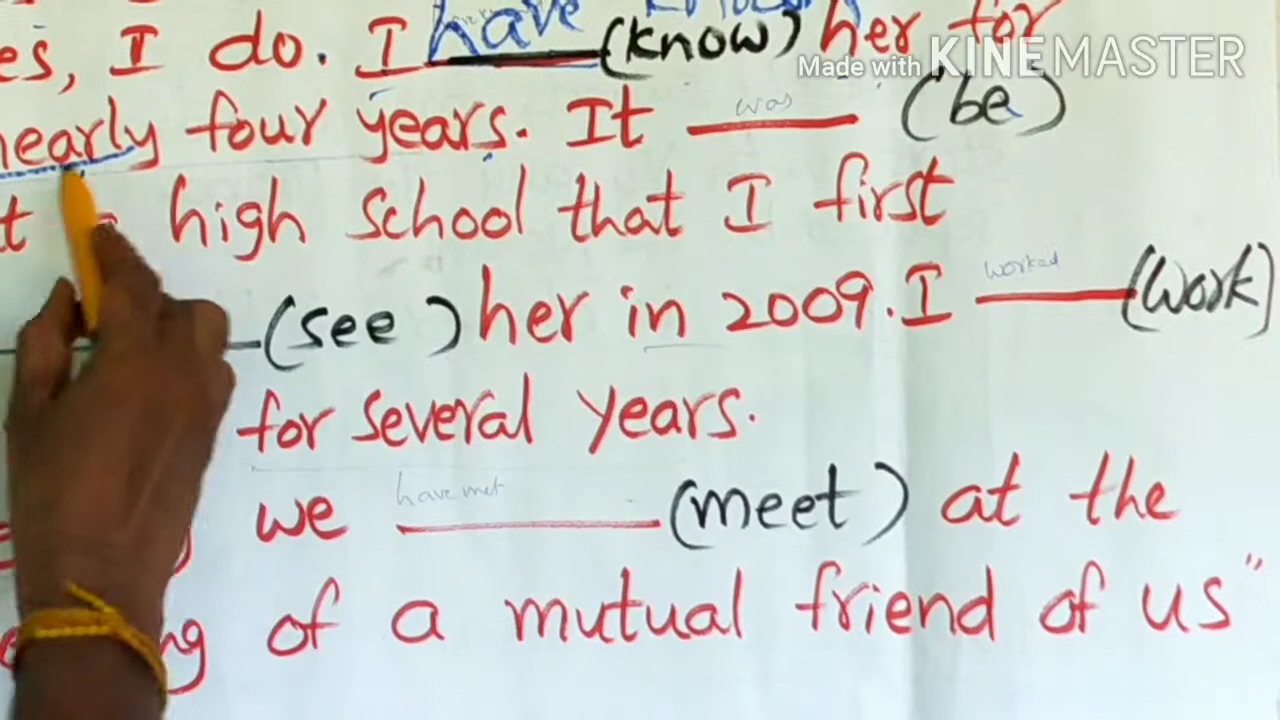 es, I do. I have (know) her for
nearly four years. It was (be)
t high school that I first
(see) her in 2009. I worked (work)
for several years.
we have met (meet) at the
ng of a mutual friend of us"
Made with KINEMASTER